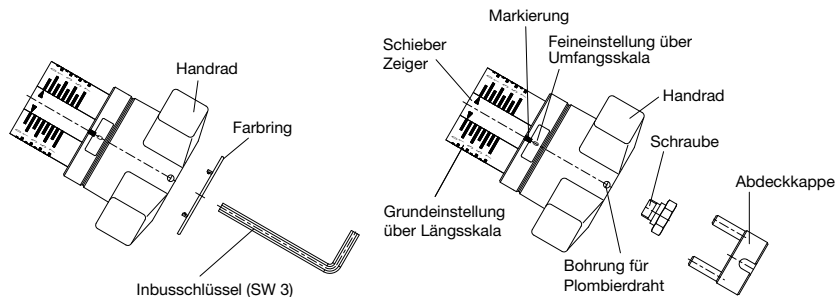 Handrad
Farbring
Inbusschlüssel (SW 3)
Markierung
Schieber
Zeiger
Feineinstellung über
Umfangsskala
Handrad
Schraube
Abdeckkappe
Grundeinstellung
über Längsskala
Bohrung für
Plombierdraht